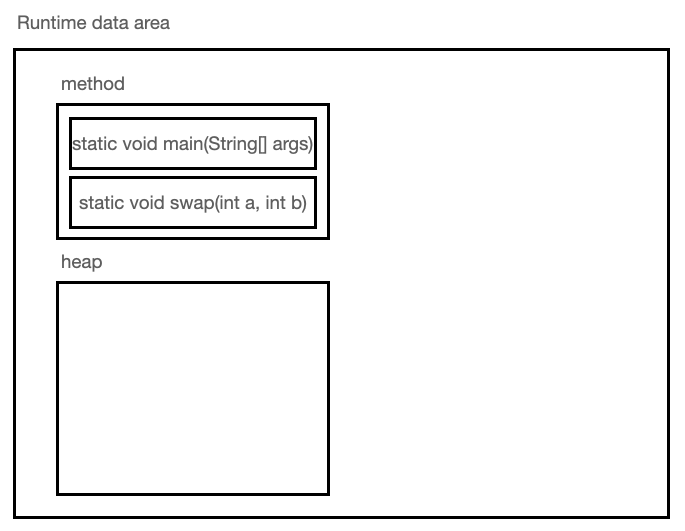 Runtime data area
method
static void main(String[] args)
static void swap(int a, int b)
heap